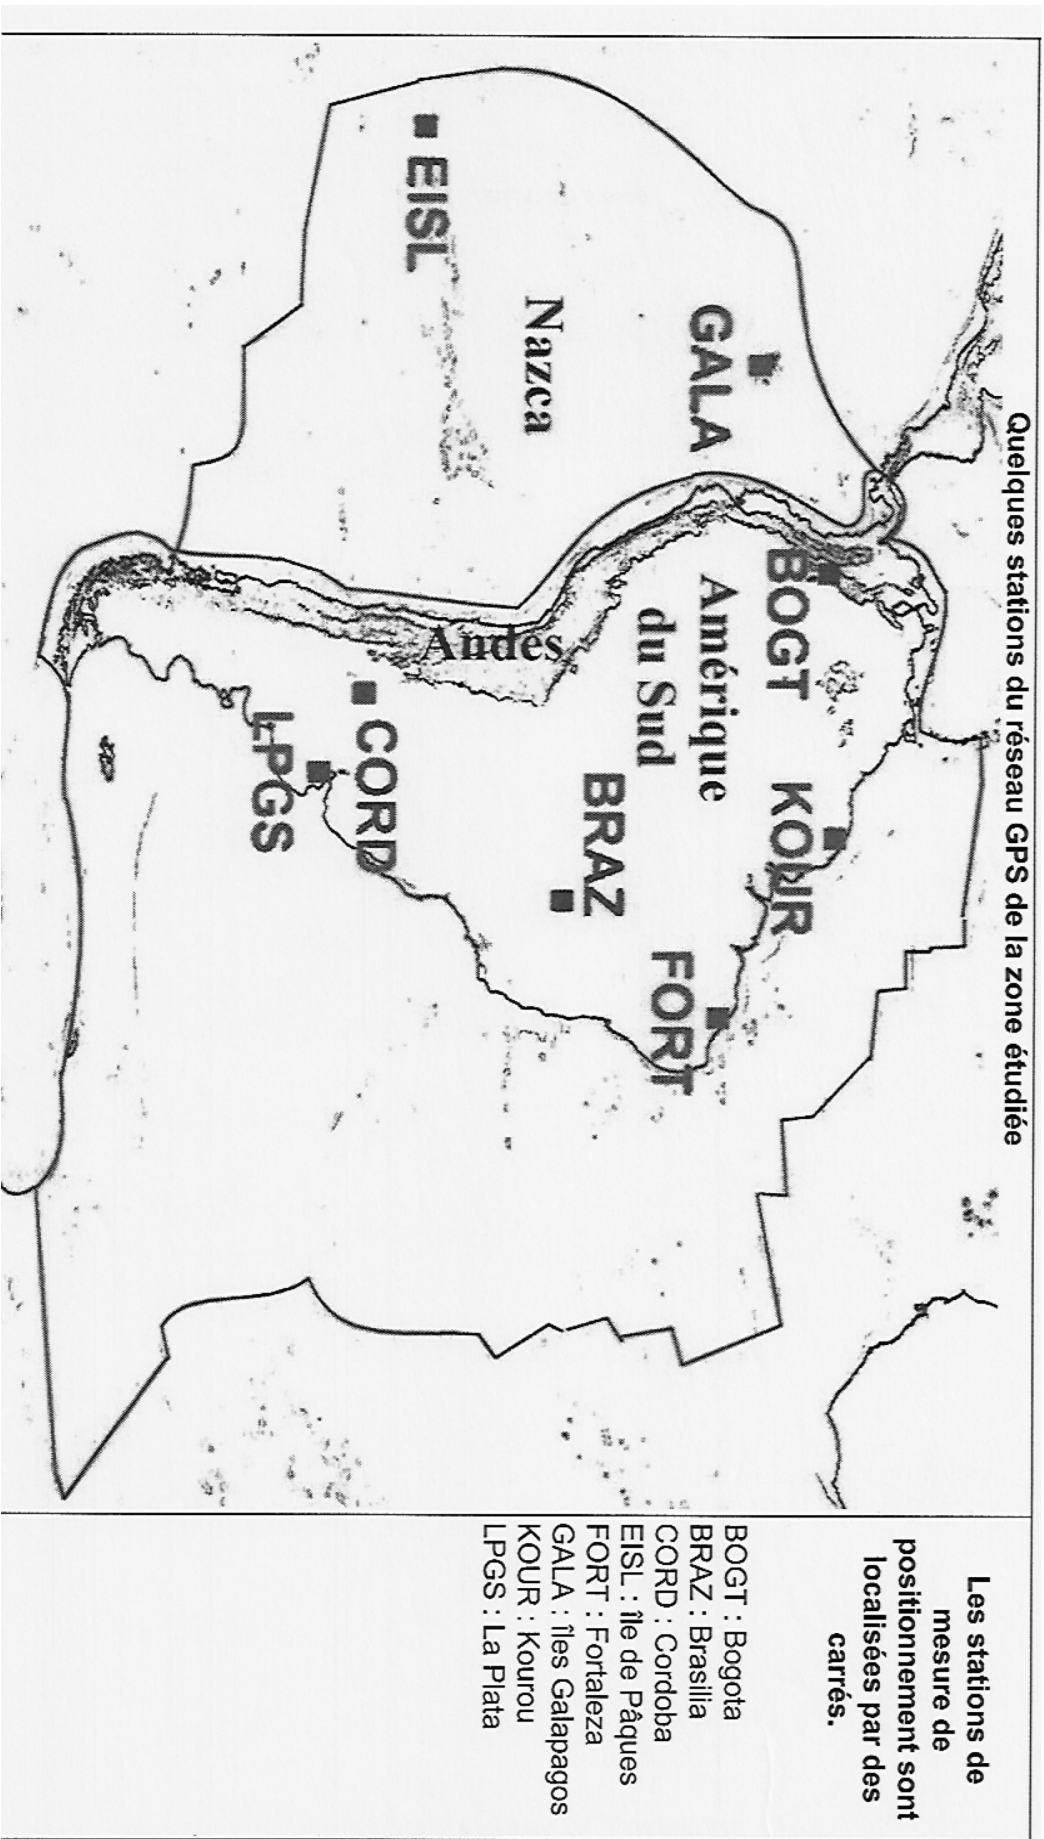 Quelques stations du réseau GPS de la zone étudiée
GALA
EISL
Nazca
BOGT
Amérique
du Sud
Andes
KOUR
BRAZ
FORT
CORD
LPGS
Les stations de
mesure de
positionnement sont
localisées par des
carrés.
BOGT : Bogota
BRAZ : Brasilia
CORD : Cordoba
EISL : île de Pâques
FORT : Fortaleza
GALA : îles Galapagos
KOUR : Kourou
LPGS : La Plata